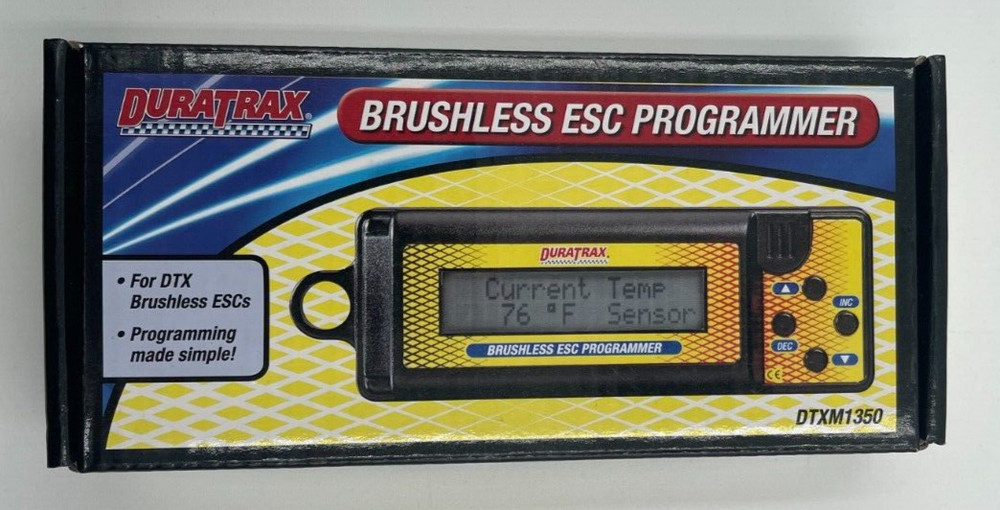 DURATRAX®
BRUSHLESS ESC PROGRAMMER
• For DTX
Brushless ESCs
• Programming
made simple!
DURATRAX®
Current Temp
76 °F Sensor
BRUSHLESS ESC PROGRAMMER
▲
INC
DEC
▼
CE
DTXM1350